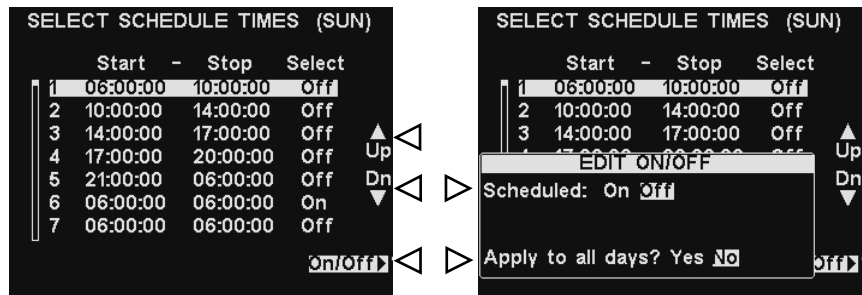 SELECT SCHEDULE TIMES (SUN)
Start - Stop Select
1 06:00:00 10:00:00 Off
2 10:00:00 14:00:00 Off
3 14:00:00 17:00:00 Off
4 17:00:00 20:00:00 Off
5 21:00:00 06:00:00 Off
6 06:00:00 06:00:00 On
7 06:00:00 06:00:00 Off
Up
Dn
On/Off
SELECT SCHEDULE TIMES (SUN)
Start - Stop Select
1 06:00:00 10:00:00 Off
2 10:00:00 14:00:00 Off
3 14:00:00 17:00:00 Off
Up
Dn
EDIT ON/OFF
Scheduled: On Off
Apply to all days? Yes No
Off